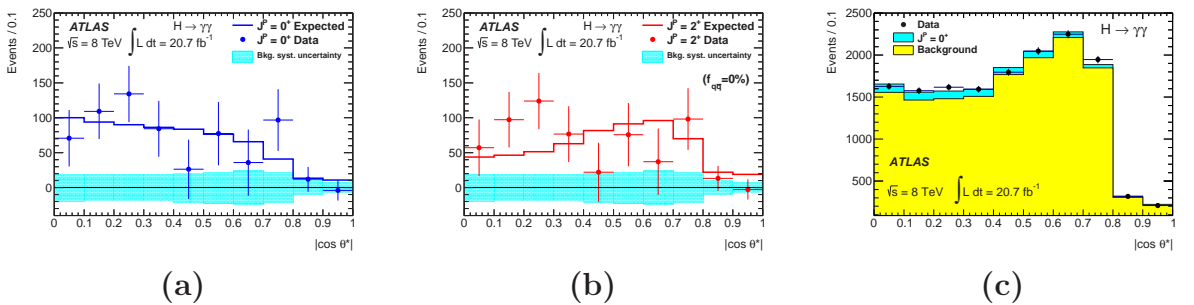 Events / 0.1
250
200
150
100
50
0
ATLAS
H → γγ
√s = 8 TeV ∫ L dt = 20.7 fb⁻¹
Jᴾ = 0⁺ Expected
Jᴾ = 0⁺ Data
Bkg. syst. uncertainty
0 0.1 0.2 0.3 0.4 0.5 0.6 0.7 0.8 0.9 1
|cos θ*|
(a)
Events / 0.1
250
200
150
100
50
0
ATLAS
H → γγ
√s = 8 TeV ∫ L dt = 20.7 fb⁻¹
Jᴾ = 2⁺ Expected
Jᴾ = 2⁺ Data
Bkg. syst. uncertainty
(f_qq̄=0%)
0 0.1 0.2 0.3 0.4 0.5 0.6 0.7 0.8 0.9 1
|cos θ*|
(b)
Events / 0.1
2500
2000
1500
1000
500
Data
Jᴾ = 0⁺
Background
H → γγ
ATLAS
√s = 8 TeV ∫ L dt = 20.7 fb⁻¹
0 0.1 0.2 0.3 0.4 0.5 0.6 0.7 0.8 0.9 1
|cos θ*|
(c)